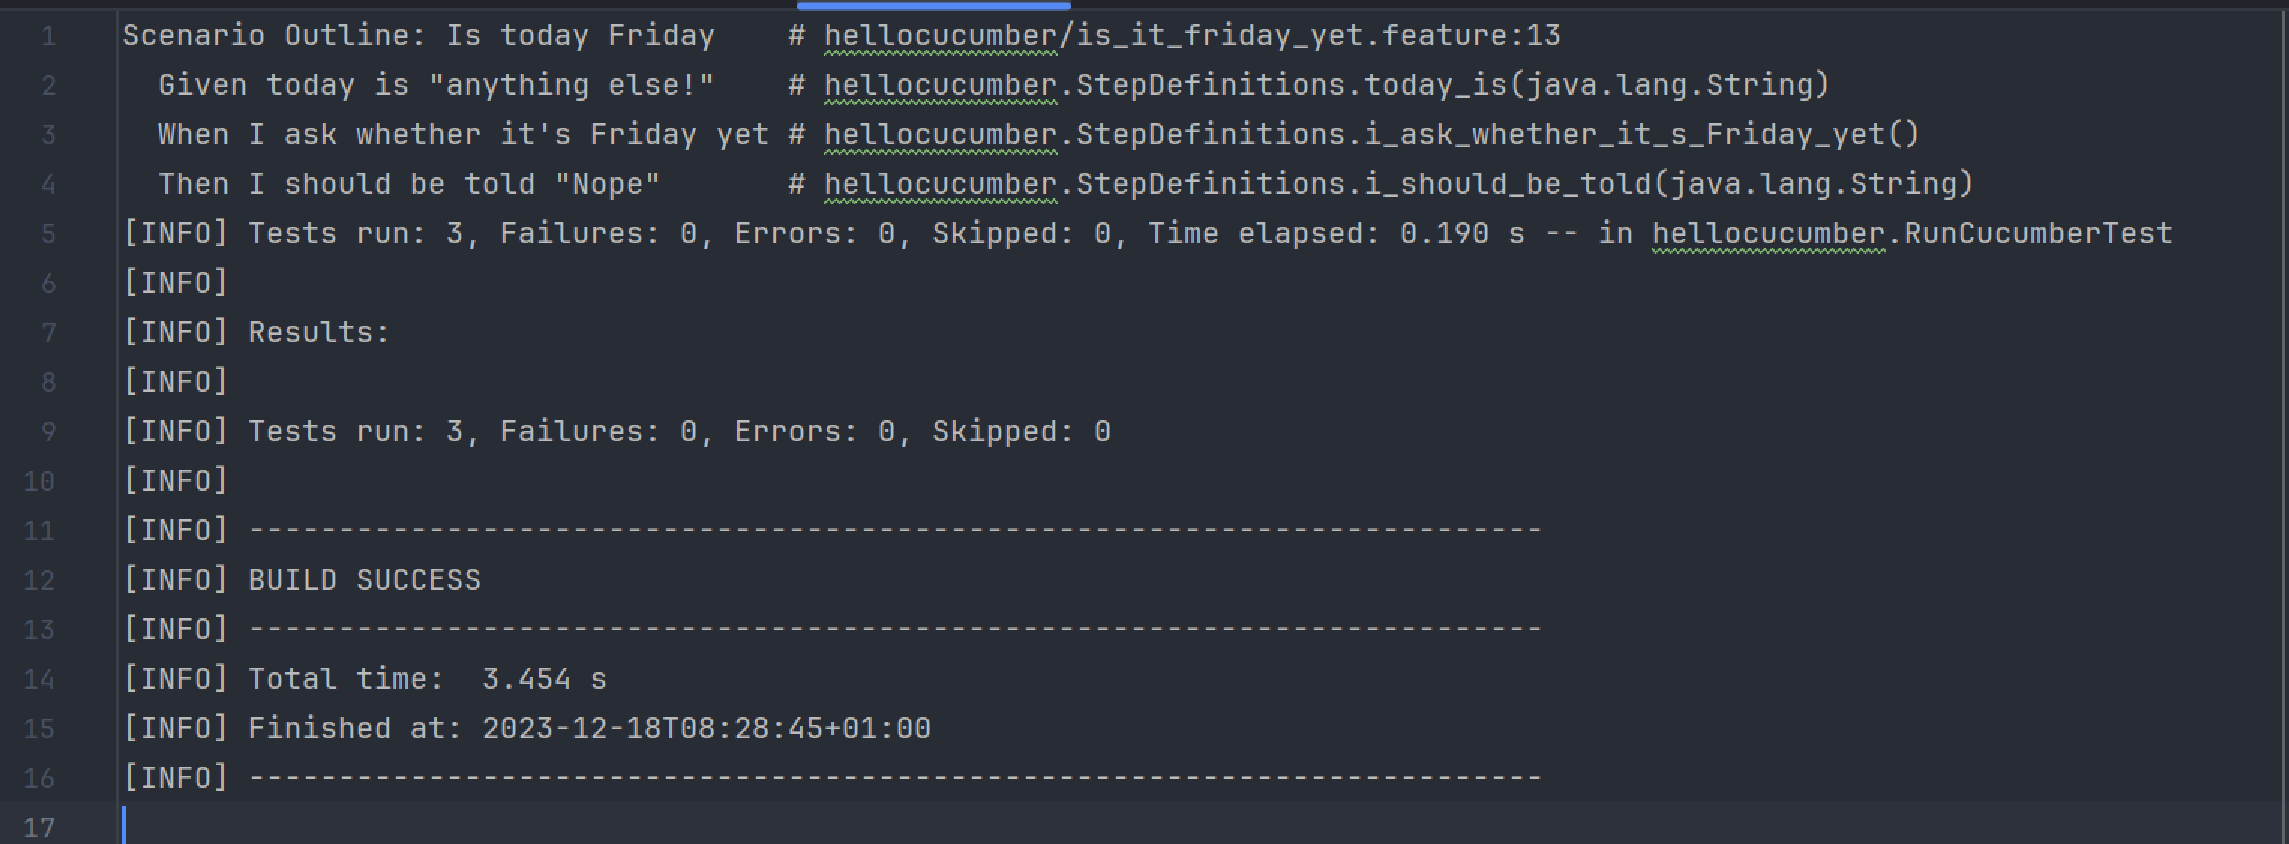 1 Scenario Outline: Is today Friday    # hellocucumber/is_it_friday_yet.feature:13
2   Given today is "anything else!"    # hellocucumber.StepDefinitions.today_is(java.lang.String)
3   When I ask whether it's Friday yet # hellocucumber.StepDefinitions.i_ask_whether_it_s_Friday_yet()
4   Then I should be told "Nope"       # hellocucumber.StepDefinitions.i_should_be_told(java.lang.String)
5 [INFO] Tests run: 3, Failures: 0, Errors: 0, Skipped: 0, Time elapsed: 0.190 s -- in hellocucumber.RunCucumberTest
6 [INFO]
7 [INFO] Results:
8 [INFO]
9 [INFO] Tests run: 3, Failures: 0, Errors: 0, Skipped: 0
10 [INFO]
11 [INFO] ------------------------------------------------------------------------
12 [INFO] BUILD SUCCESS
13 [INFO] ------------------------------------------------------------------------
14 [INFO] Total time:  3.454 s
15 [INFO] Finished at: 2023-12-18T08:28:45+01:00
16 [INFO] ------------------------------------------------------------------------
17